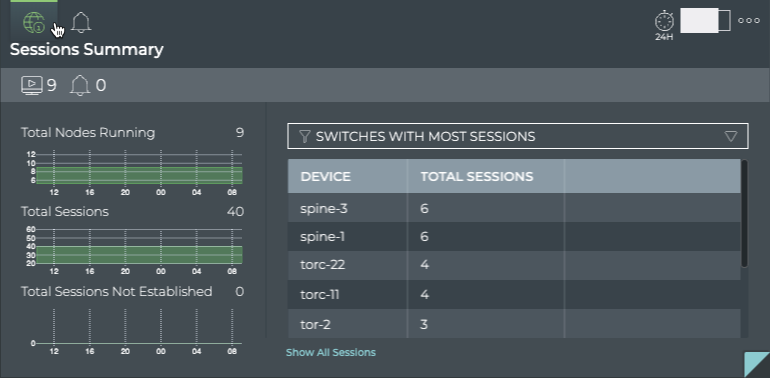 24H
Sessions Summary
9 0
Total Nodes Running 9
12
10
8
6
12 16 20 00 04 08
Total Sessions 40
60
50
40
30
20
12 16 20 00 04 08
Total Sessions Not Established 0
0
12 16 20 00 04 08
SWITCHES WITH MOST SESSIONS
DEVICE TOTAL SESSIONS
spine-3 6
spine-1 6
torc-22 4
torc-11 4
tor-2 3
Show All Sessions